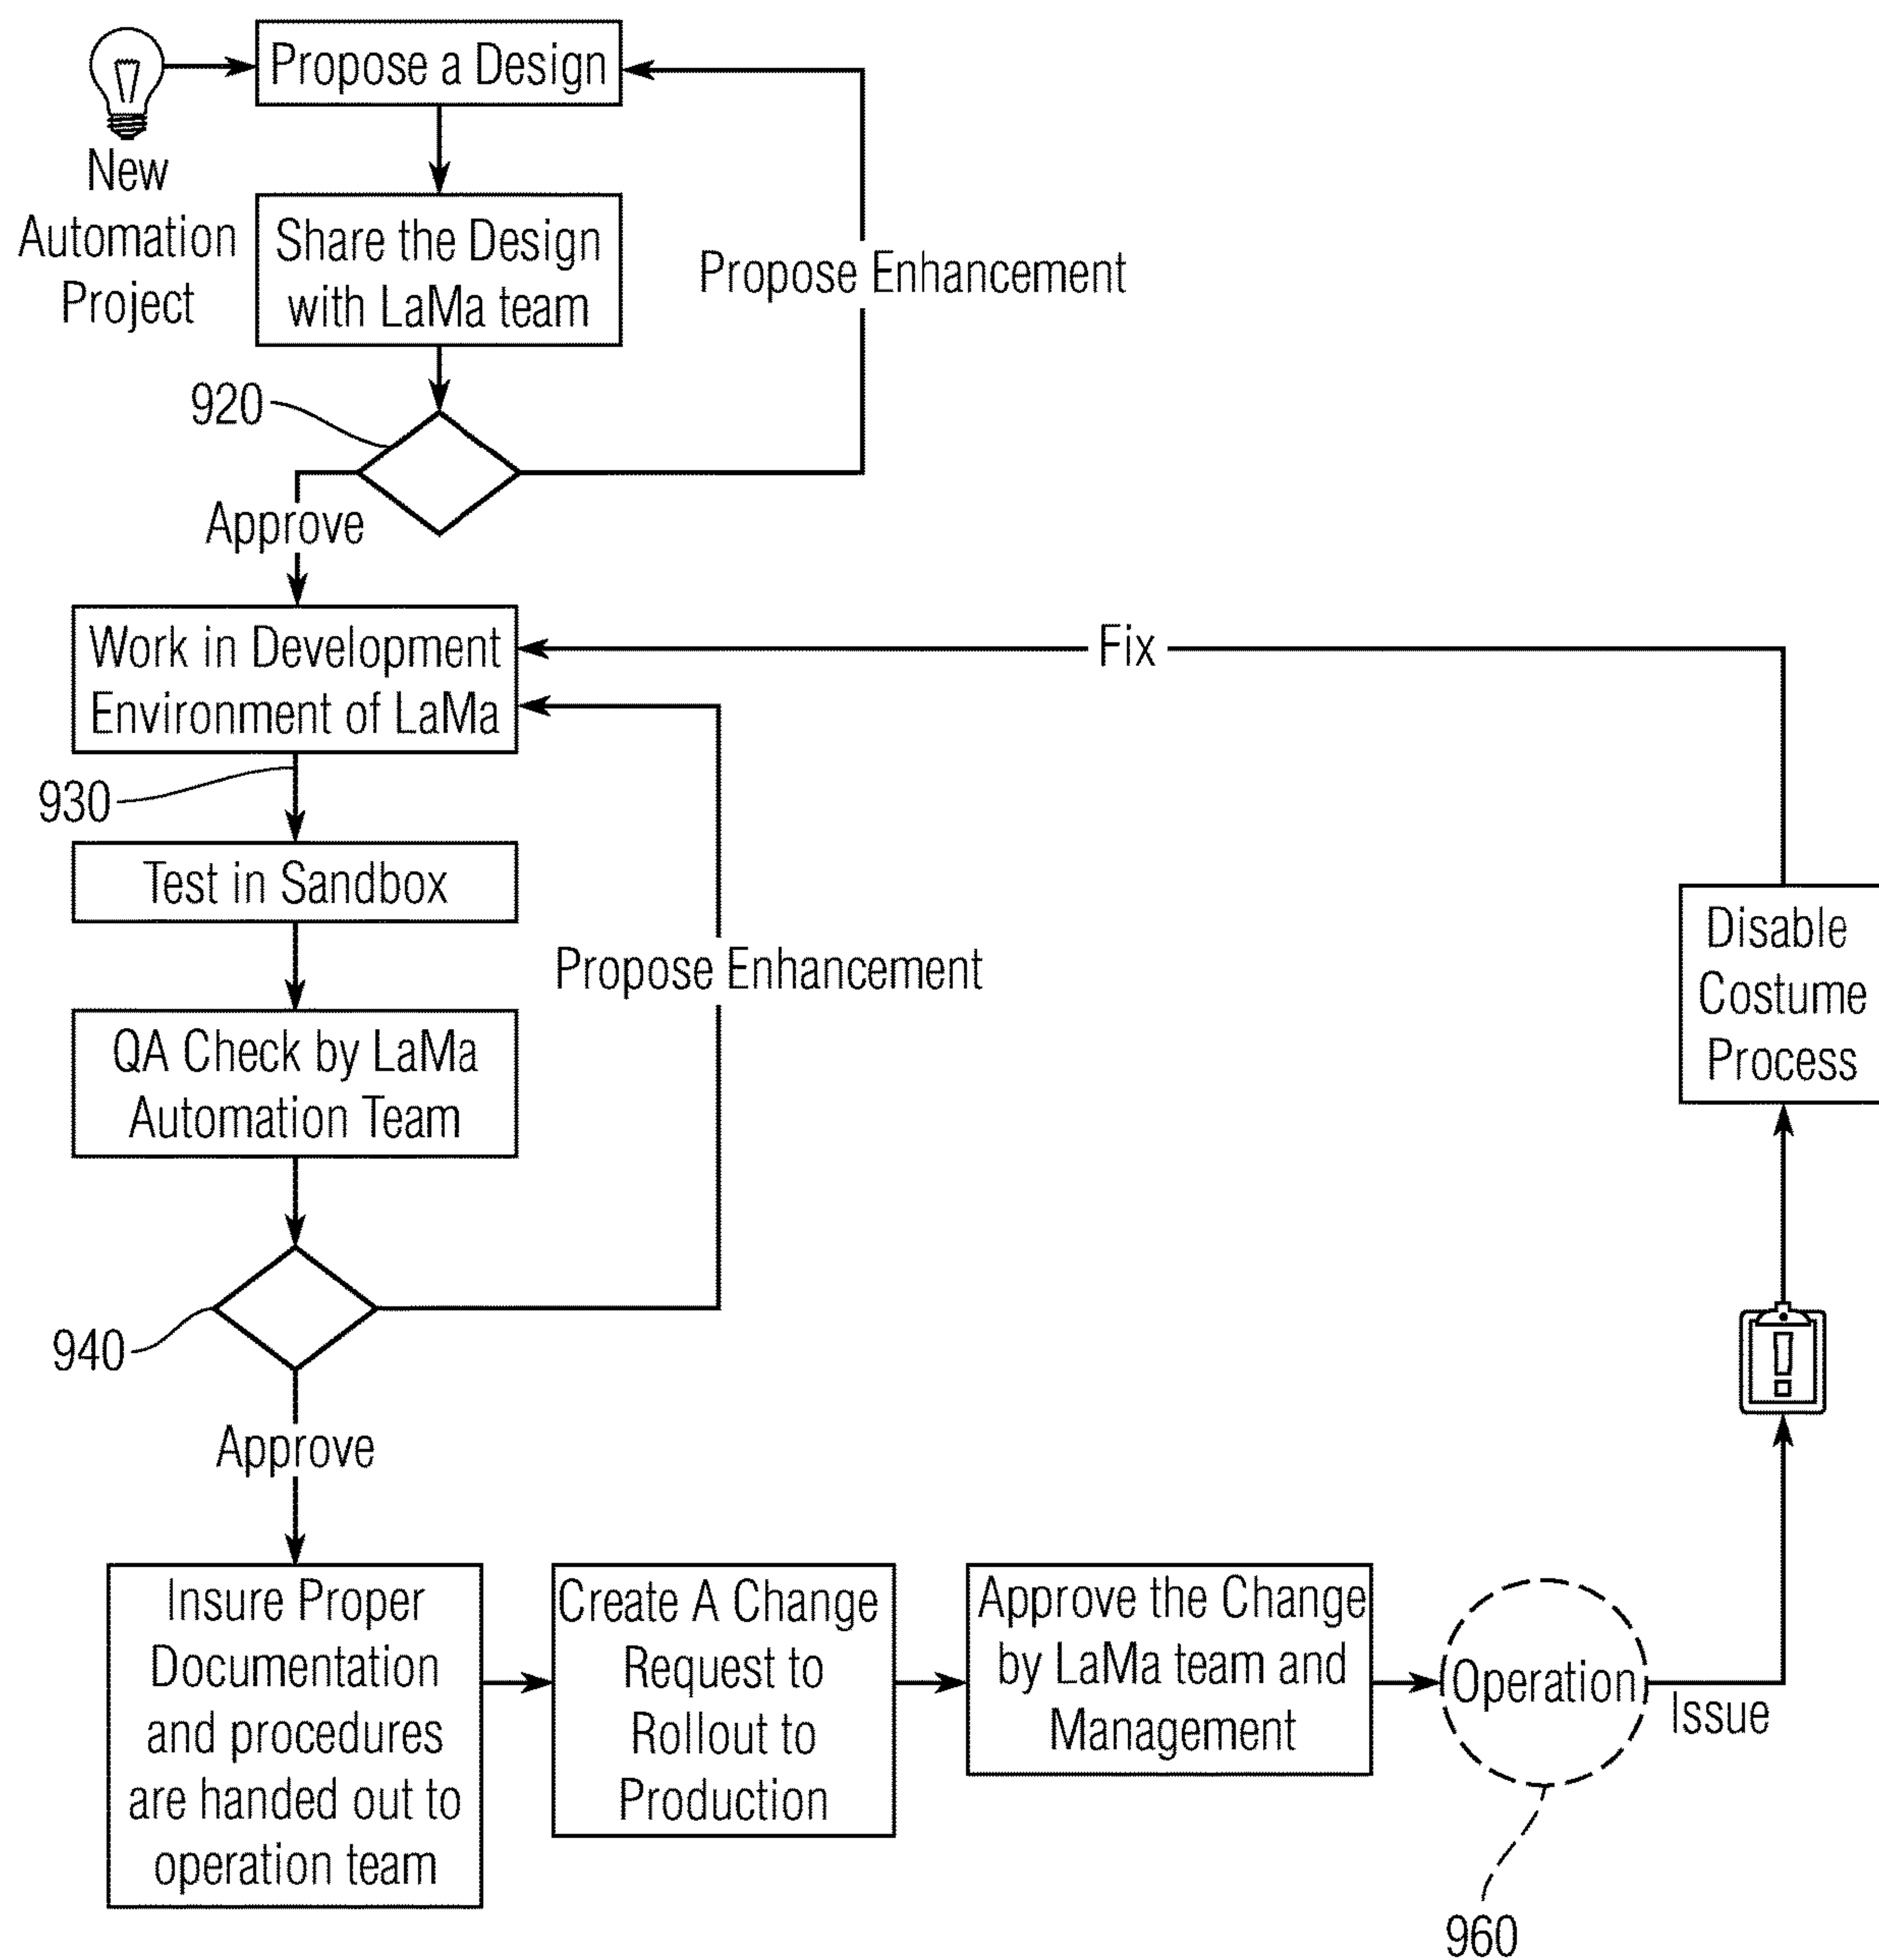 Propose a Design
New
Automation
Project
Share the Design
with LaMa team
Propose Enhancement
920
Approve
Work in Development
Environment of LaMa
Fix
930
Test in Sandbox
Disable
Costume
Process
Propose Enhancement
QA Check by LaMa
Automation Team
940
Approve
Insure Proper
Documentation
and procedures
are handed out to
operation team
Create A Change
Request to
Rollout to
Production
Approve the Change
by LaMa team and
Management
Operation
Issue
960